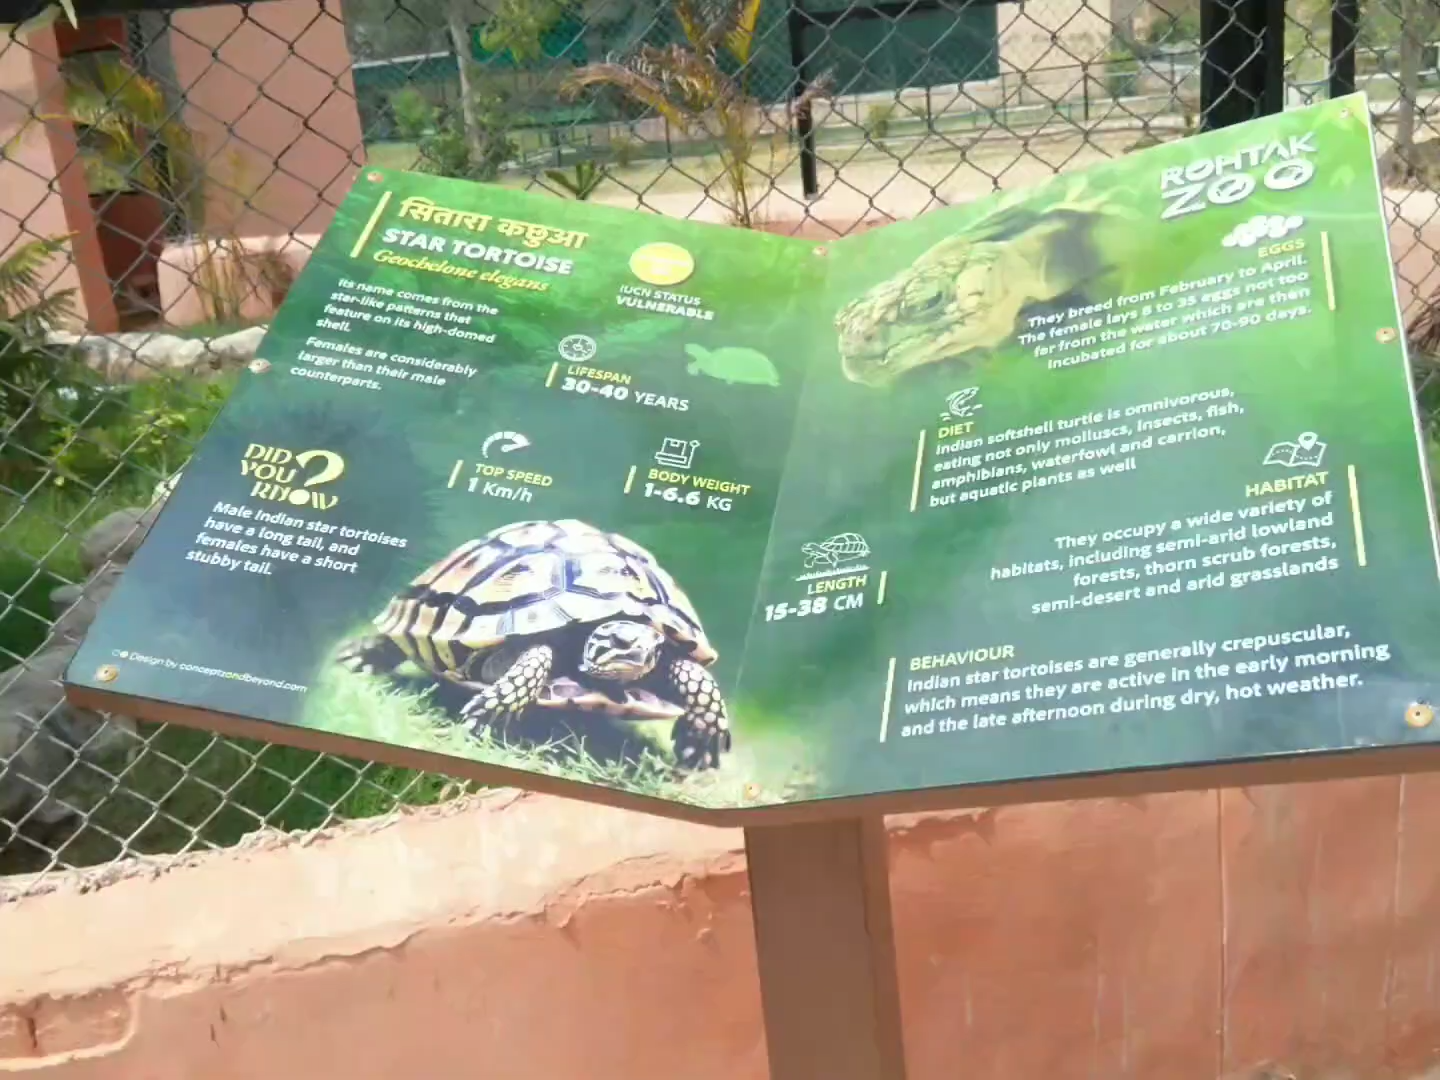 सितारा कछुआ
STAR TORTOISE
Geochelone elegans
IUCN STATUS
VULNERABLE
Its name comes from the
star-like patterns that
feature on its high-domed
shell.
Females are considerably
larger than their male
counterparts.
LIFESPAN
30-40 YEARS
DID
YOU
KNOW
?
Male Indian star tortoises
have a long tail, and
females have a short
stubby tail.
TOP SPEED
1 Km/h
BODY WEIGHT
1-6.6 KG
Design by conceptzandbeyond.com
ROHTAK
ZOO
EGGS
They breed from February to April.
The female lays 8 to 35 eggs not too
far from the water which are then
incubated for about 70-90 days.
DIET
Indian softshell turtle is omnivorous,
eating not only molluscs, insects, fish,
amphibians, waterfowl and carrion,
but aquatic plants as well
HABITAT
They occupy a wide variety of
habitats, including semi-arid lowland
forests, thorn scrub forests,
semi-desert and arid grasslands
LENGTH
15-38 CM
BEHAVIOUR
Indian star tortoises are generally crepuscular,
which means they are active in the early morning
and the late afternoon during dry, hot weather.